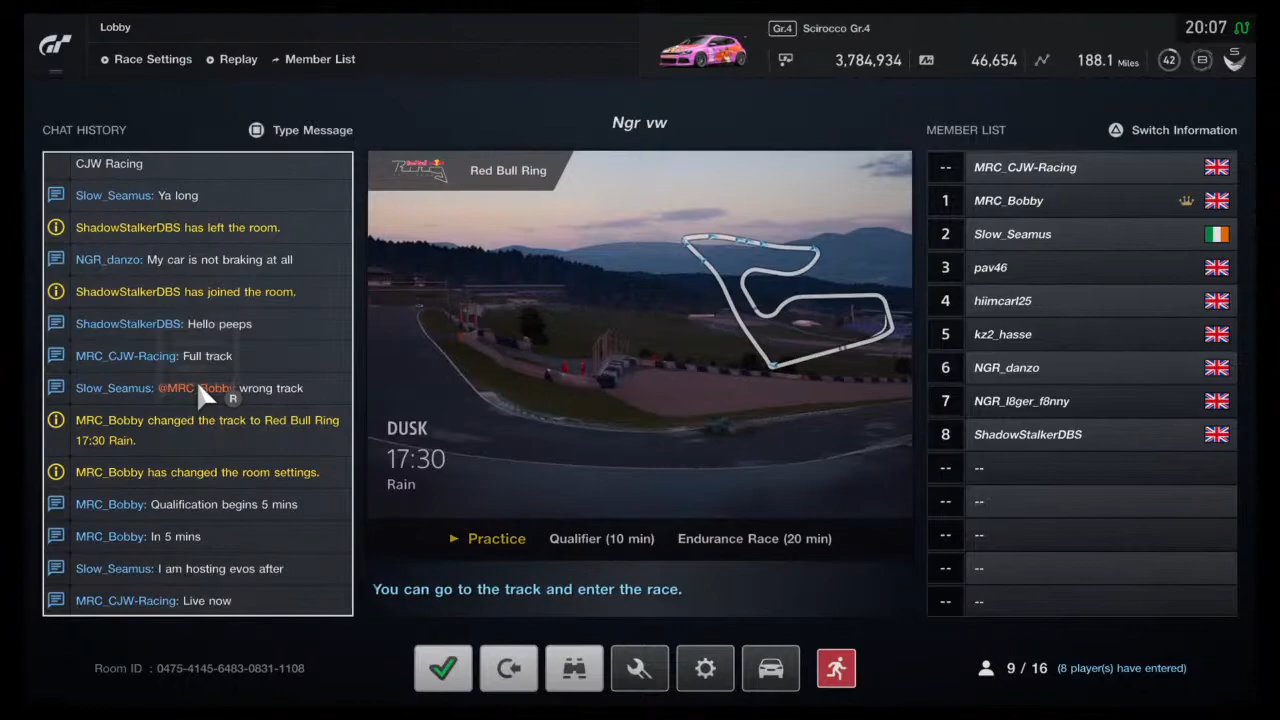 Lobby
Gr.4 Scirocco Gr.4
20:07
Race Settings Replay Member List
3,784,934 46,654 188.1 Miles 42 B S
Ngr vw
CHAT HISTORY Type Message
MEMBER LIST Switch Information
CJW Racing
Slow_Seamus: Ya long
ShadowStalkerDBS has left the room.
NGR_danzo: My car is not braking at all
ShadowStalkerDBS has joined the room.
ShadowStalkerDBS: Hello peeps
MRC_CJW-Racing: Full track
Slow_Seamus: @MRC_Bobby wrong track
R
MRC_Bobby changed the track to Red Bull Ring
17:30 Rain.
MRC_Bobby has changed the room settings.
MRC_Bobby: Qualification begins 5 mins
MRC_Bobby: In 5 mins
Slow_Seamus: I am hosting evos after
MRC_CJW-Racing: Live now
Red Bull Ring
DUSK
17:30
Rain
Practice Qualifier (10 min) Endurance Race (20 min)
You can go to the track and enter the race.
-- MRC_CJW-Racing
1 MRC_Bobby
2 Slow_Seamus
3 pav46
4 hiimcarl25
5 kz2_hasse
6 NGR_danzo
7 NGR_l8ger_f8nny
8 ShadowStalkerDBS
-- --
-- --
-- --
-- --
-- --
Room ID : 0475-4145-6483-0831-1108
9 / 16 (8 player(s) have entered)